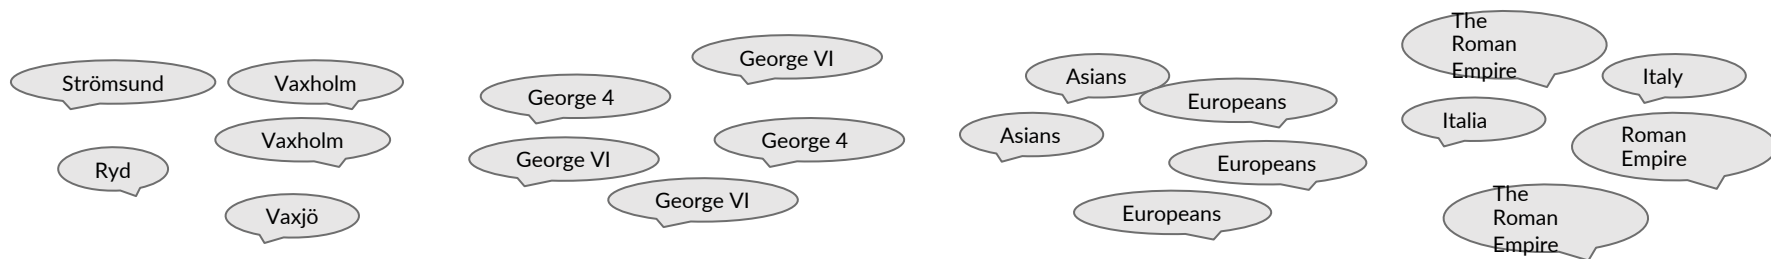 Strömsund
Vaxholm
Vaxholm
Ryd
Vaxjö
George VI
George 4
George 4
George VI
George VI
Asians
Europeans
Asians
Europeans
Europeans
The
Roman
Empire
Italy
Italia
Roman
Empire
The
Roman
Empire